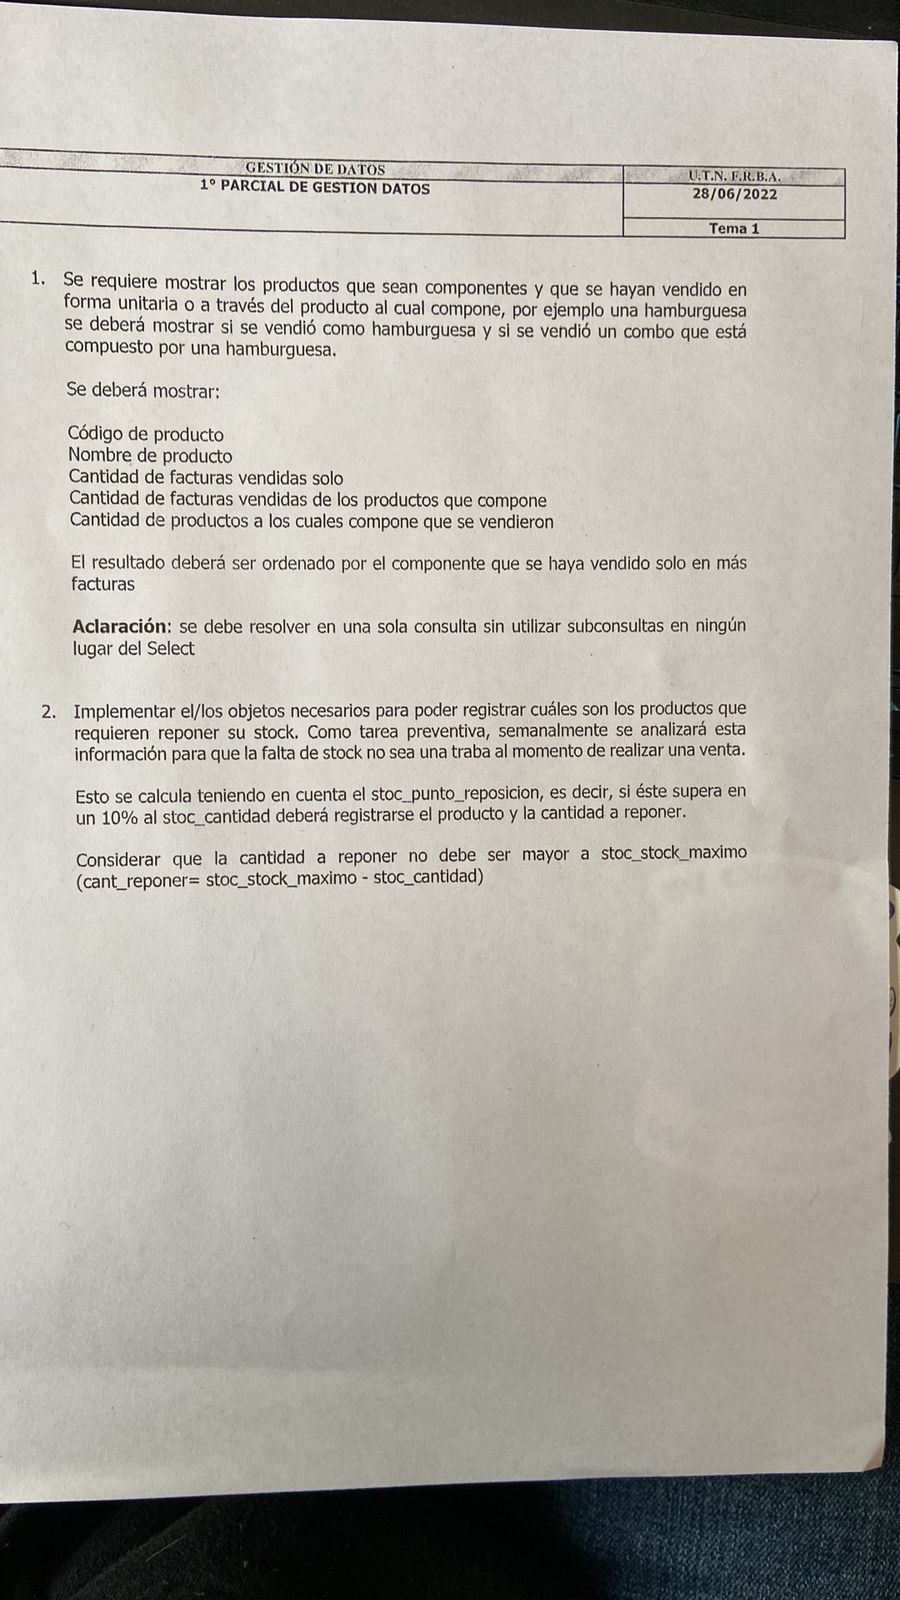 GESTIÓN DE DATOS
1° PARCIAL DE GESTION DATOS
U.T.N. F.R.B.A.
28/06/2022
Tema 1
1. Se requiere mostrar los productos que sean componentes y que se hayan vendido en
forma unitaria o a través del producto al cual compone, por ejemplo una hamburguesa
se deberá mostrar si se vendió como hamburguesa y si se vendió un combo que está
compuesto por una hamburguesa.
Se deberá mostrar:
Código de producto
Nombre de producto
Cantidad de facturas vendidas solo
Cantidad de facturas vendidas de los productos que compone
Cantidad de productos a los cuales compone que se vendieron
El resultado deberá ser ordenado por el componente que se haya vendido solo en más
facturas
Aclaración: se debe resolver en una sola consulta sin utilizar subconsultas en ningún
lugar del Select
2. Implementar el/los objetos necesarios para poder registrar cuáles son los productos que
requieren reponer su stock. Como tarea preventiva, semanalmente se analizará esta
información para que la falta de stock no sea una traba al momento de realizar una venta.
Esto se calcula teniendo en cuenta el stoc_punto_reposicion, es decir, si éste supera en
un 10% al stoc_cantidad deberá registrarse el producto y la cantidad a reponer.
Considerar que la cantidad a reponer no debe ser mayor a stoc_stock_maximo
(cant_reponer= stoc_stock_maximo - stoc_cantidad)